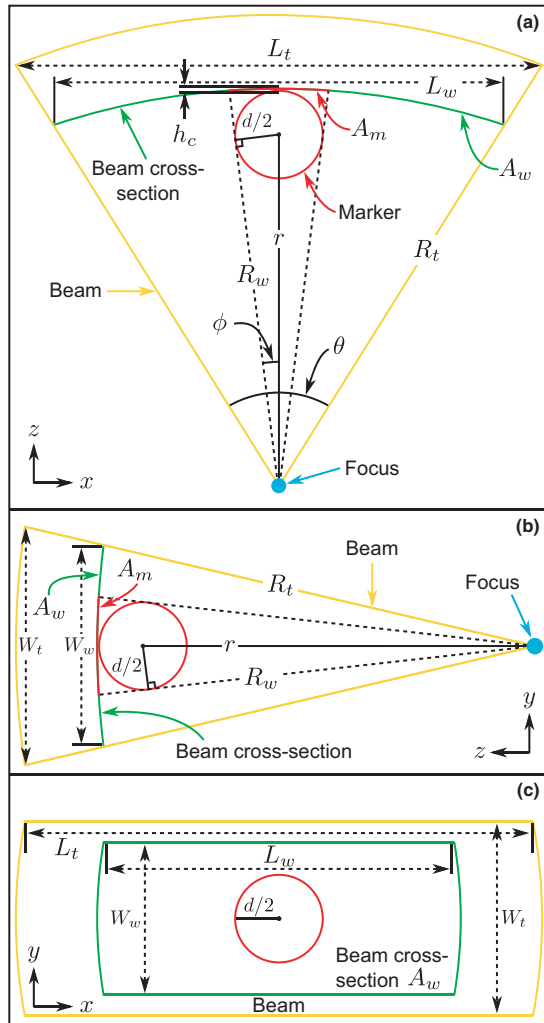 (a)
L_t
L_w
h_c
d/2
A_m
Beam cross-
section
A_w
Marker
r
R_w
R_t
Beam
ϕ
θ
z
x
Focus
(b)
Beam
A_m
R_t
Focus
A_w
W_t
W_w
r
d/2
R_w
y
Beam cross-section
z
(c)
L_t
L_w
W_w
d/2
W_t
y
Beam cross-
section A_w
x
Beam